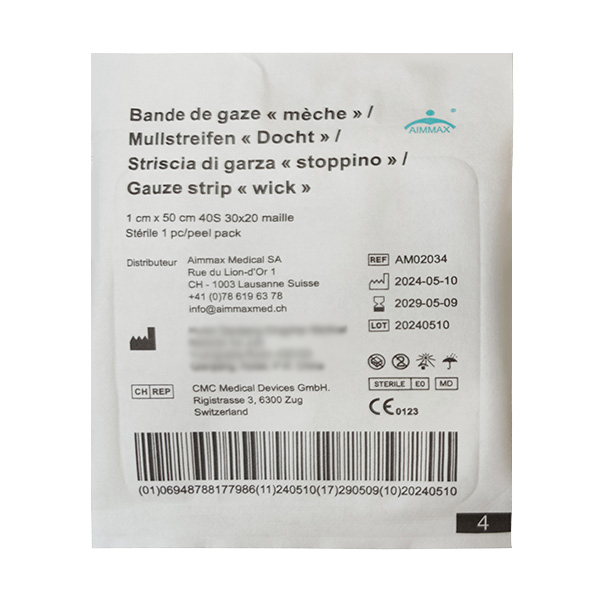 Bande de gaze « mèche » /
Mullstreifen « Docht » /
Striscia di garza « stoppino » /
Gauze strip « wick »
AIMMAX
1 cm x 50 cm 40S 30x20 maille
Stérile 1 pc/peel pack
Distributeur Aimmax Medical SA
Rue du Lion-d'Or 1
CH - 1003 Lausanne Suisse
+41 (0)78 619 63 78
info@aimmaxmed.ch
REF AM02034
2024-05-10
2029-05-09
LOT 20240510
CH REP CMC Medical Devices GmbH.
Rigistrasse 3, 6300 Zug
Switzerland
STERILE EO MD
CE 0123
(01)06948788177986(11)240510(17)290509(10)20240510
4